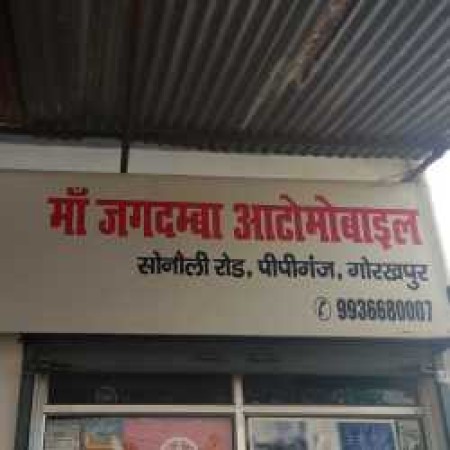 माँ जगदम्बा आटोमोबाइल
सोनौली रोड, पीपीगंज, गोरखपुर
✆ 9936680007